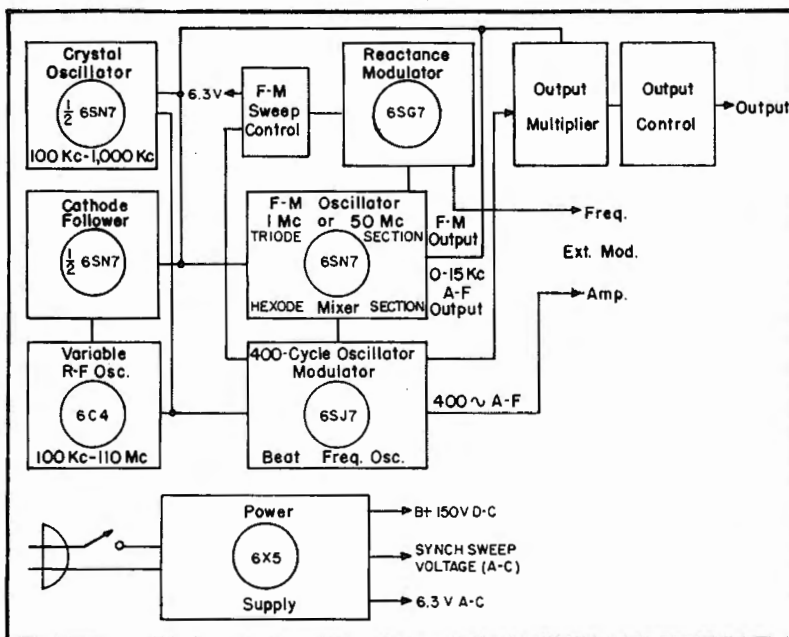 Crystal
Oscillator
1/2 6SN7
100 Kc-1,000 Kc
6.3V
F-M
Sweep
Control
Reactance
Modulator
6SG7
Output
Multiplier
Output
Control
Output
Cathode
Follower
1/2 6SN7
F-M Oscillator
1 Mc or 50 Mc
TRIODE SECTION
6SN7
HEXODE Mixer SECTION
F-M
Output
0-15Kc
A-F
Output
Freq.
Ext. Mod.
Amp.
Variable
R-F Osc.
6C4
100 Kc-110 Mc
400-Cycle Oscillator
Modulator
6SJ7
Beat Freq. Osc.
400~ A-F
Power
6X5
Supply
B+ 150V D-C
SYNCH SWEEP
VOLTAGE (A-C)
6.3 V A-C